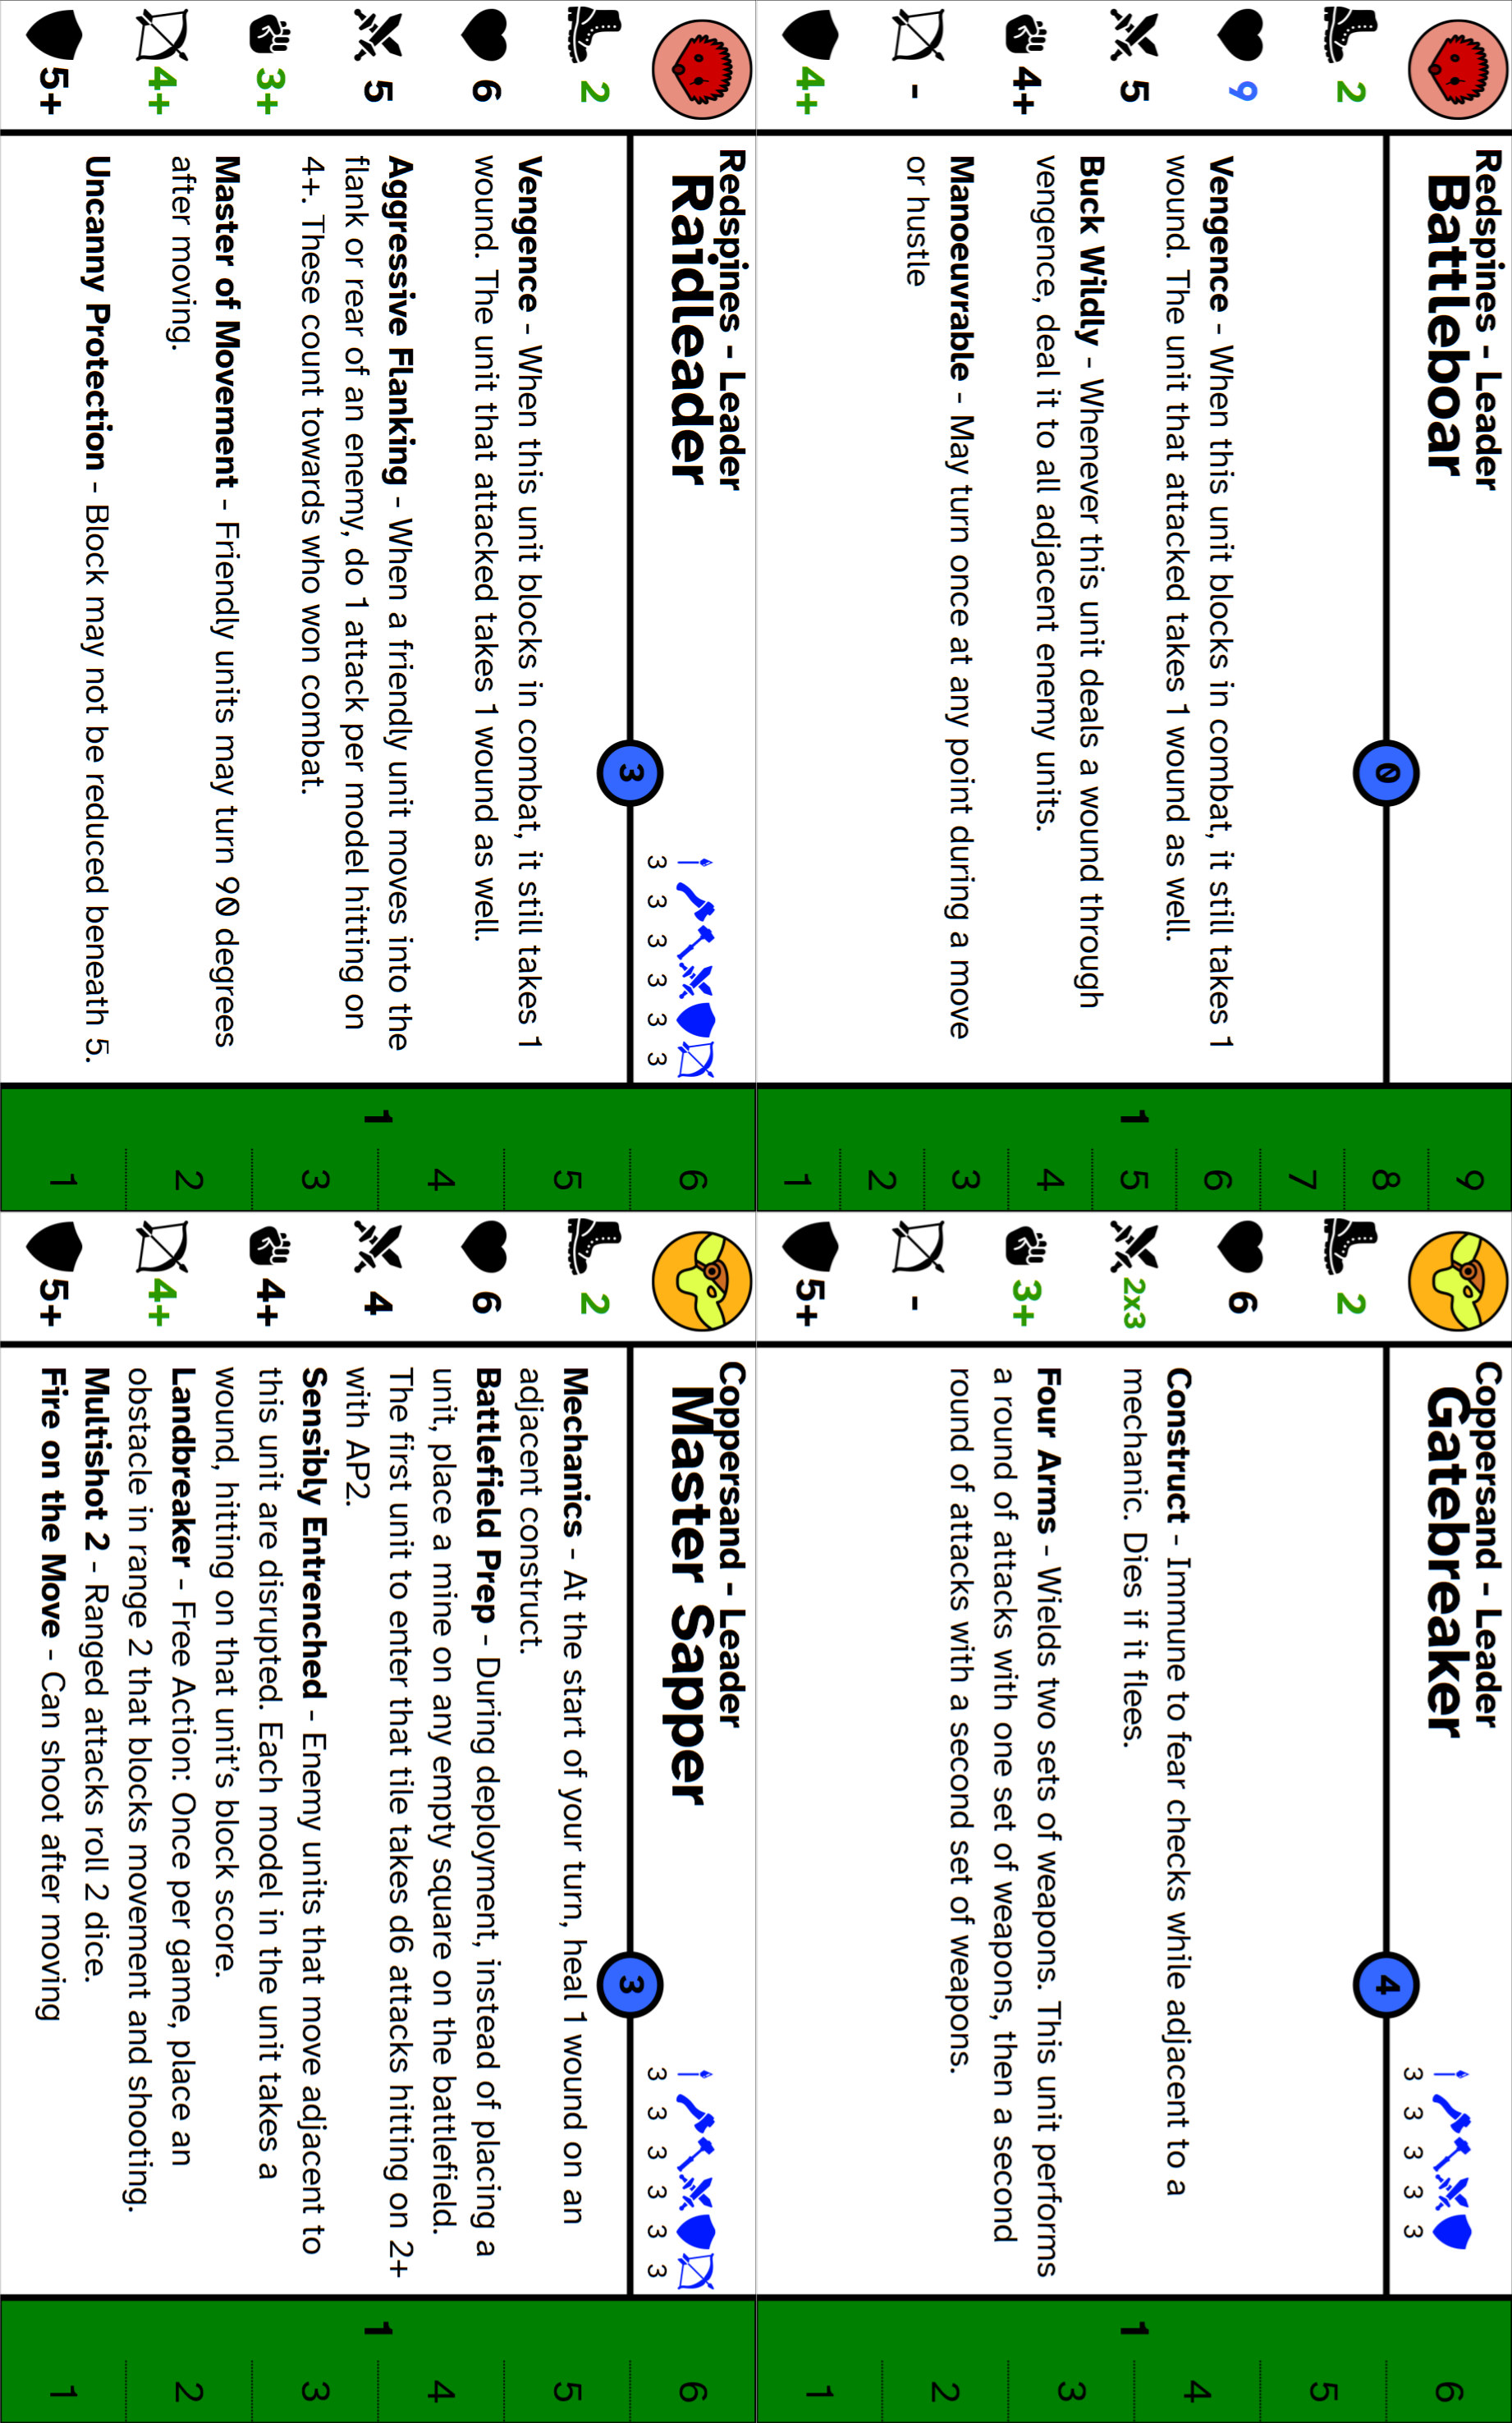 Redspines - Leader
Battleboar
0
2
9
5
4+
-
4+
Vengence - When this unit blocks in combat, it still takes 1
wound. The unit that attacked takes 1 wound as well.
Buck Wildly - Whenever this unit deals a wound through
vengence, deal it to all adjacent enemy units.
Manoeuvrable - May turn once at any point during a move
or hustle
1
9
8
7
6
5
4
3
2
1
Coppersand - Leader
Gatebreaker
4
3 3 3 3 3
2
6
2x3
3+
-
5+
Construct - Immune to fear checks while adjacent to a
mechanic. Dies if it flees.
Four Arms - Wields two sets of weapons. This unit performs
a round of attacks with one set of weapons, then a second
round of attacks with a second set of weapons.
1
6
5
4
3
2
1
Redspines - Leader
Raidleader
3
3 3 3 3 3 3
2
6
5
3+
4+
5+
Vengence - When this unit blocks in combat, it still takes 1
wound. The unit that attacked takes 1 wound as well.
Aggressive Flanking - When a friendly unit moves into the
flank or rear of an enemy, do 1 attack per model hitting on
4+. These count towards who won combat.
Master of Movement - Friendly units may turn 90 degrees
after moving.
Uncanny Protection - Block may not be reduced beneath 5.
1
6
5
4
3
2
1
Coppersand - Leader
Master Sapper
3
3 3 3 3 3 3
2
6
4
4+
4+
5+
Mechanics - At the start of your turn, heal 1 wound on an
adjacent construct.
Battlefield Prep - During deployment, instead of placing a
unit, place a mine on any empty square on the battlefield.
The first unit to enter that tile takes d6 attacks hitting on 2+
with AP2.
Sensibly Entrenched - Enemy units that move adjacent to
this unit are disrupted. Each model in the unit takes a
wound, hitting on that unit’s block score.
Landbreaker - Free Action: Once per game, place an
obstacle in range 2 that blocks movement and shooting.
Multishot 2 - Ranged attacks roll 2 dice.
Fire on the Move - Can shoot after moving
1
6
5
4
3
2
1